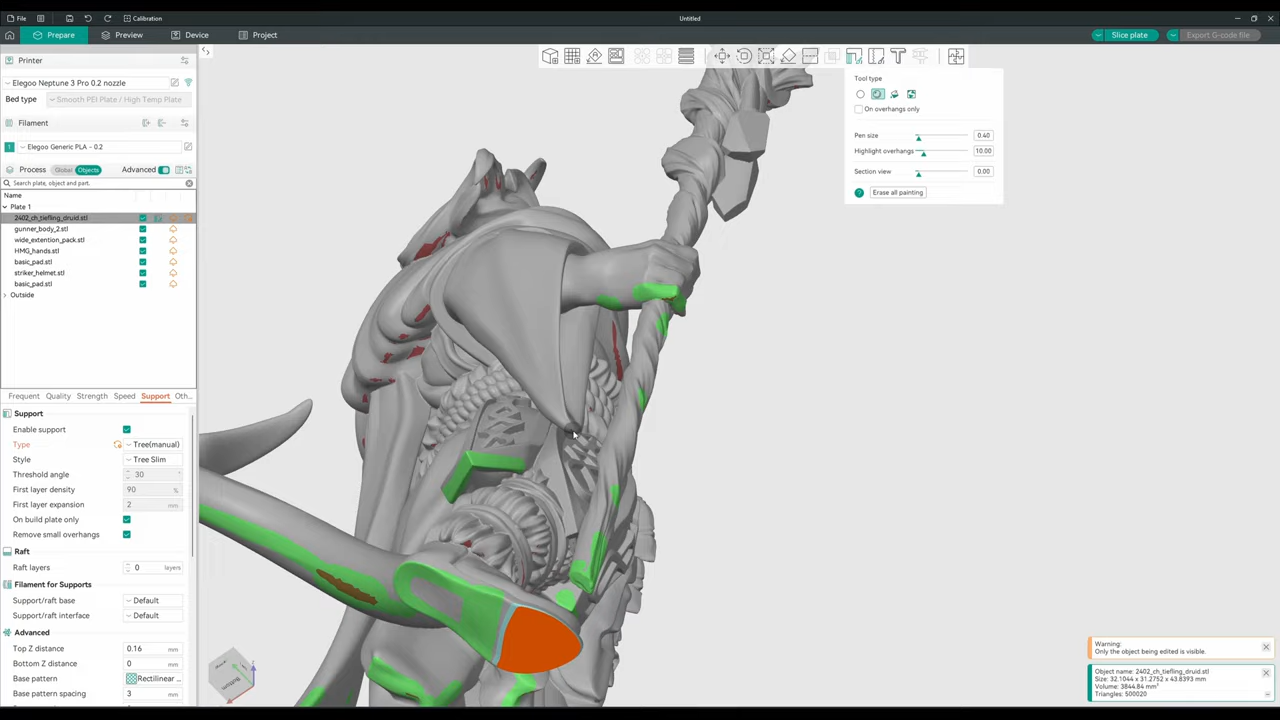 File
Calibration
Untitled
Prepare
Preview
Device
Project
Slice plate
Export G-code file
Printer
Elegoo Neptune 3 Pro 0.2 nozzle
Bed type
Smooth PEI Plate / High Temp Plate
Filament
1
Elegoo Generic PLA - 0.2
Process
Global
Objects
Advanced
Search plate, object and part.
Name
Plate 1
2402_ch_tiefling_druid.stl
gunner_body_2.stl
wide_extention_pack.stl
HMG_hands.stl
basic_pad.stl
striker_helmet.stl
basic_pad.stl
Outside
Frequent
Quality
Strength
Speed
Support
Oth...
Support
Enable support
Type
Tree(manual)
Style
Tree Slim
Threshold angle
30
°
First layer density
90
%
First layer expansion
2
mm
On build plate only
Remove small overhangs
Raft
Raft layers
0
layers
Filament for Supports
Support/raft base
Default
Support/raft interface
Default
Advanced
Top Z distance
0.16
mm
Bottom Z distance
0
mm
Base pattern
Rectilinear ...
Base pattern spacing
3
mm
Tool type
On overhangs only
Pen size
0.40
Highlight overhangs
10.00
Section view
0.00
?
Erase all painting
Warning:
Only the object being edited is visible.
Object name: 2402_ch_tiefling_druid.stl
Size: 32.1044 x 31.2752 x 43.8393 mm
Volume: 3844.84 mm³
Triangles: 500020